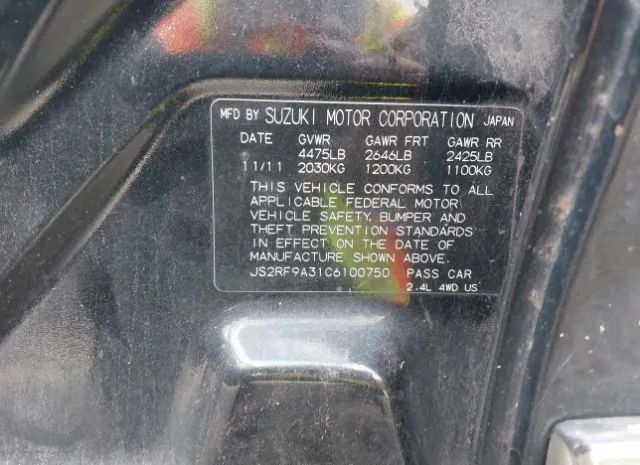 MFD BY SUZUKI MOTOR CORPORATION JAPAN
DATE GVWR GAWR FRT GAWR RR
4475LB 2646LB 2425LB
11/11 2030KG 1200KG 1100KG
THIS VEHICLE CONFORMS TO ALL
APPLICABLE FEDERAL MOTOR
VEHICLE SAFETY, BUMPER AND
THEFT PREVENTION STANDARDS
IN EFFECT ON THE DATE OF
MANUFACTURE SHOWN ABOVE.
JS2RF9A31C6100750 PASS CAR
2.4L 4WD US